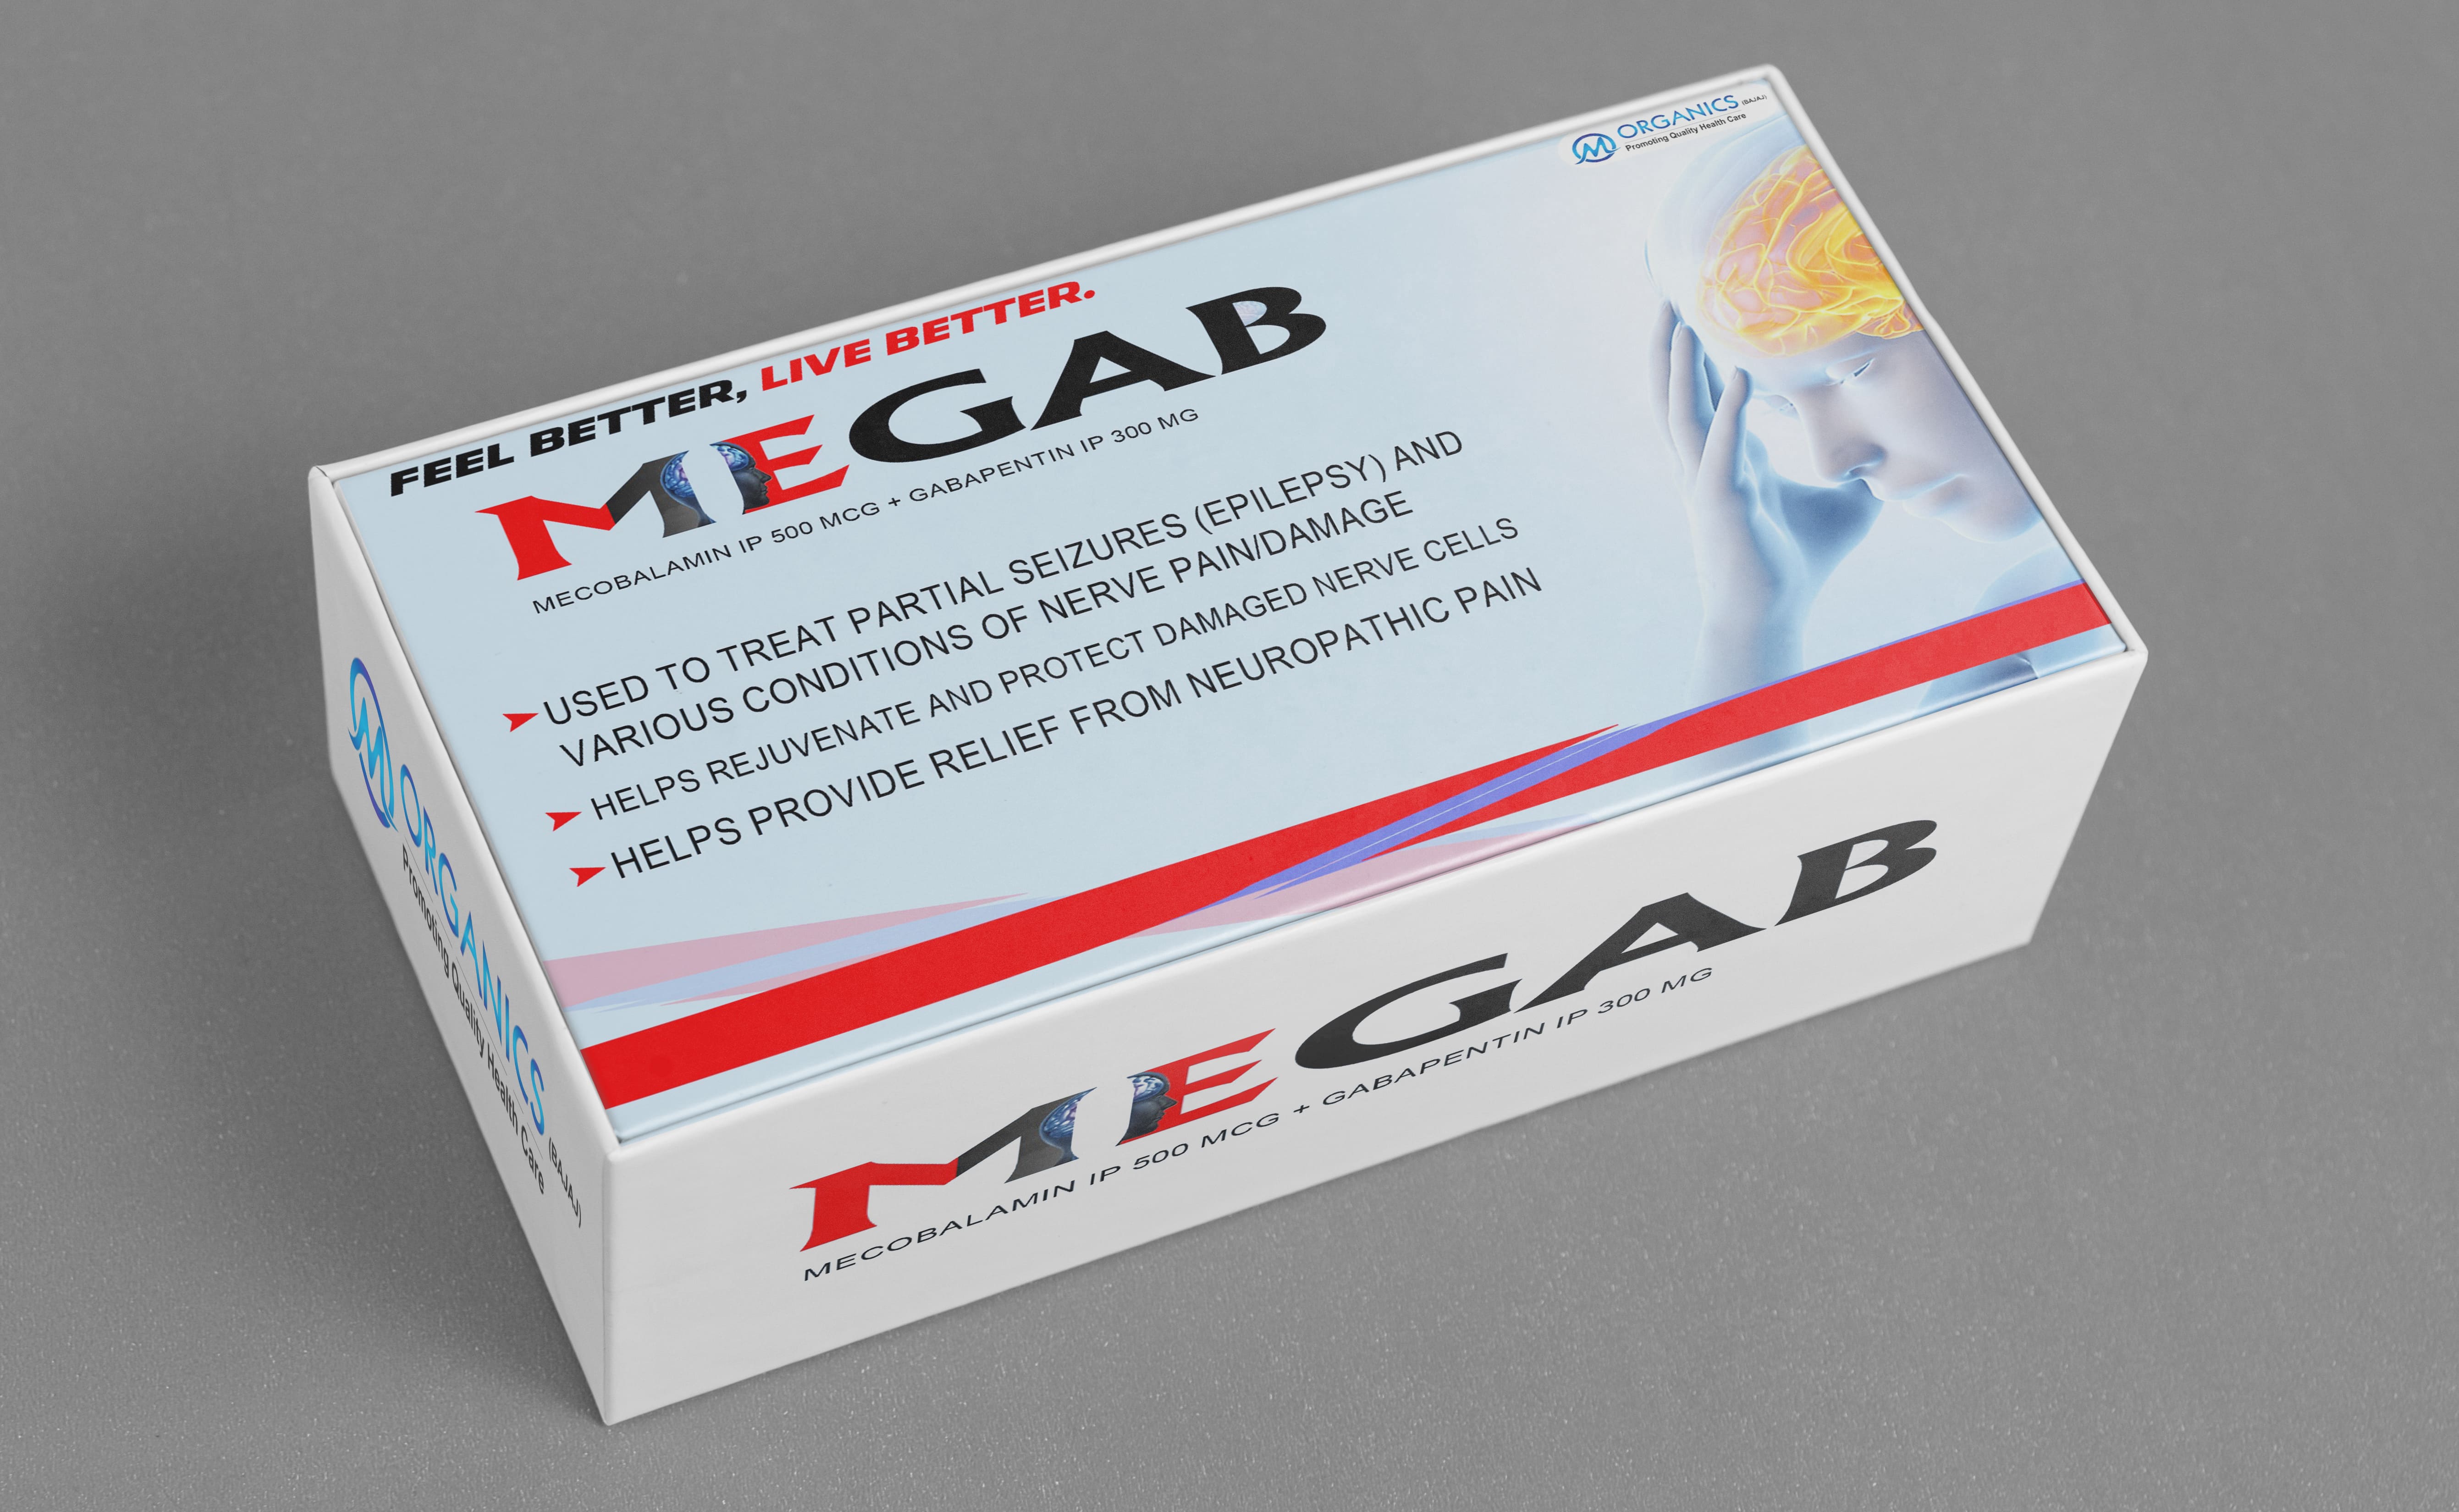 ORGANICS (BAJAJ)
Promoting Quality Health Care
FEEL BETTER, LIVE BETTER.
MEGAB
MECOBALAMIN IP 500 MCG + GABAPENTIN IP 300 MG
➤ USED TO TREAT PARTIAL SEIZURES (EPILEPSY) AND
VARIOUS CONDITIONS OF NERVE PAIN/DAMAGE
➤ HELPS REJUVENATE AND PROTECT DAMAGED NERVE CELLS
➤ HELPS PROVIDE RELIEF FROM NEUROPATHIC PAIN
M ORGANICS (BAJAJ)
Promoting Quality Health Care
MEGAB
MECOBALAMIN IP 500 MCG + GABAPENTIN IP 300 MG